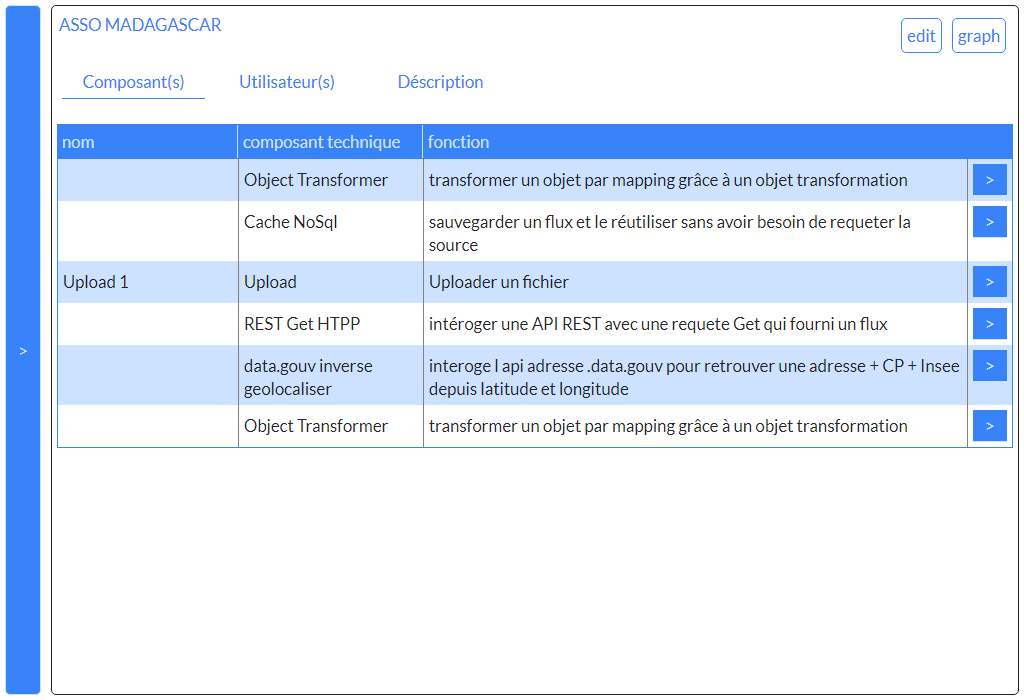 ASSO MADAGASCAR
edit graph
Composant(s) Utilisateur(s) Déscription
nom composant technique fonction
Object Transformer transformer un objet par mapping grâce à un objet transformation >
Cache NoSql sauvegarder un flux et le réutiliser sans avoir besoin de requeter la >
source
Upload 1 Upload Uploader un fichier >
REST Get HTPP intéroger une API REST avec une requete Get qui fourni un flux >
>
data.gouv inverse interoge l api adresse .data.gouv pour retrouver une adresse + CP + Insee >
geolocaliser depuis latitude et longitude
Object Transformer transformer un objet par mapping grâce à un objet transformation >